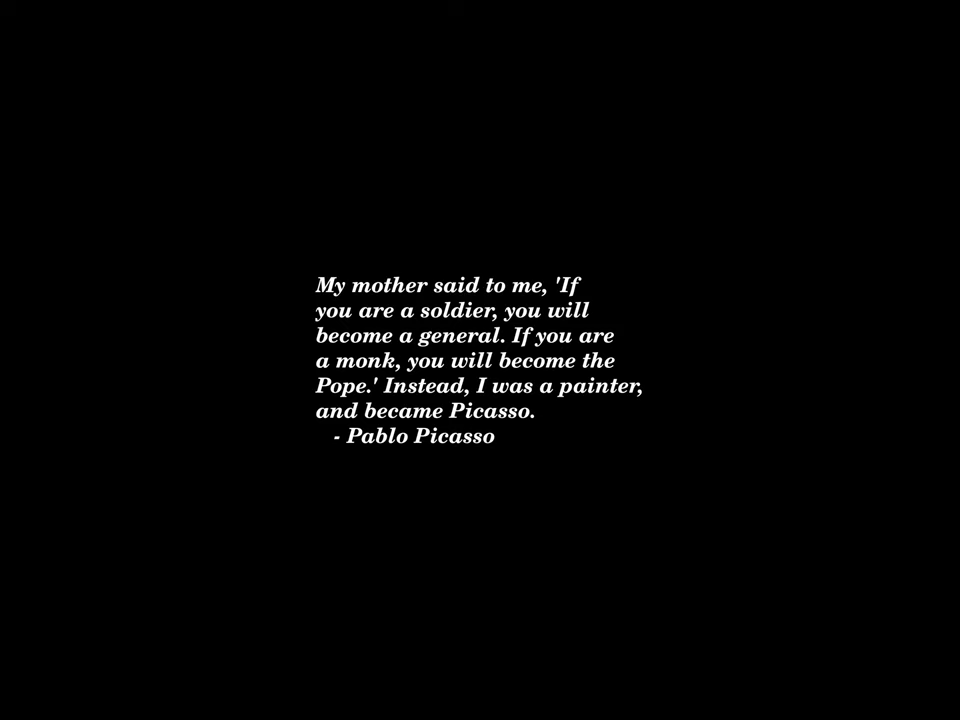 My mother said to me, 'If
you are a soldier, you will
become a general. If you are
a monk, you will become the
Pope.' Instead, I was a painter,
and became Picasso.
- Pablo Picasso